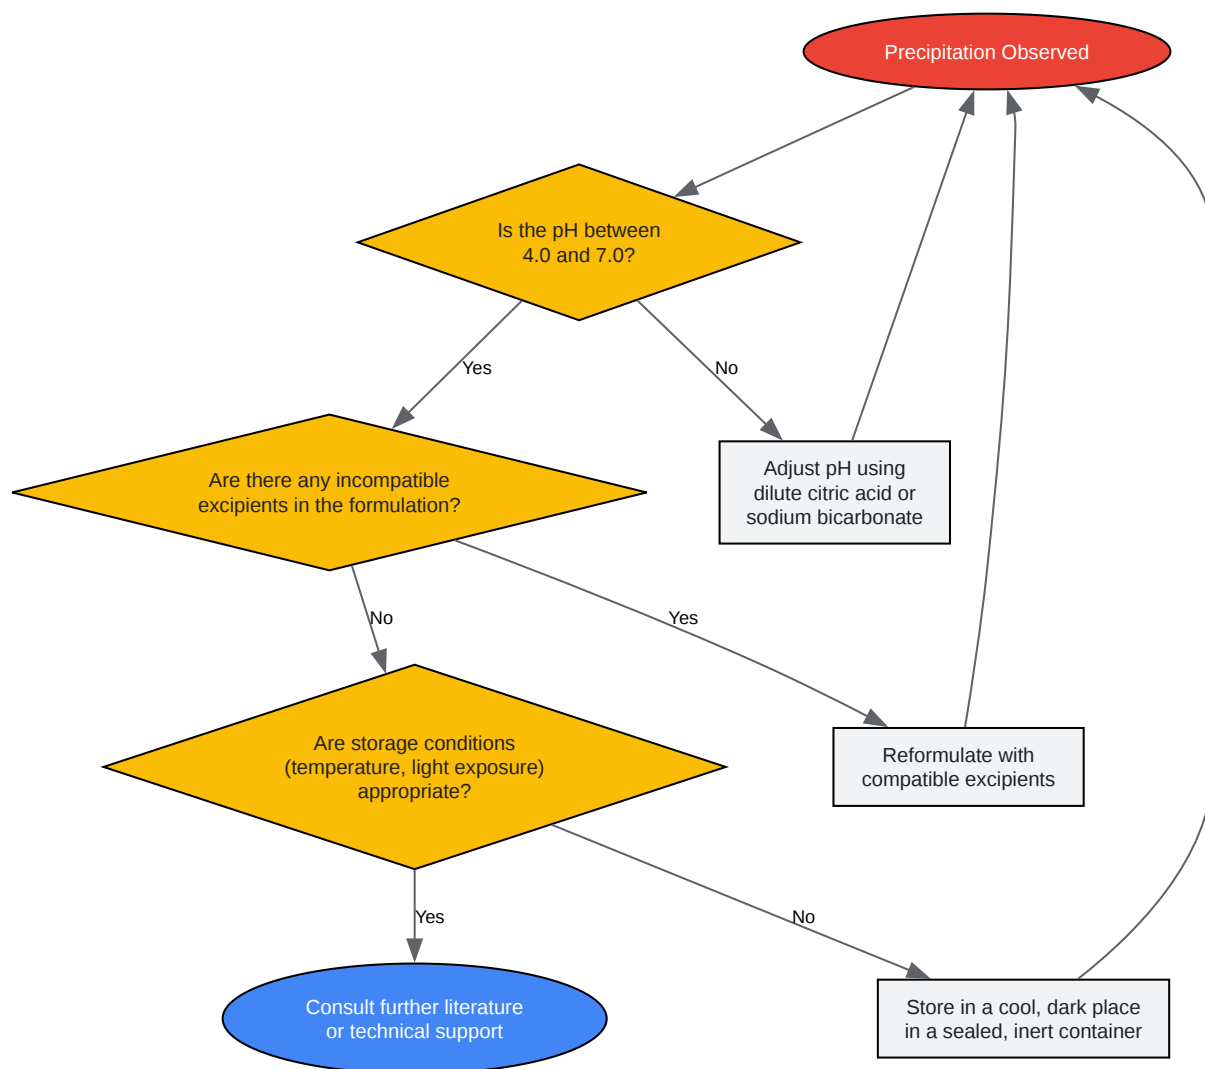 Precipitation Observed
Is the pH between
4.0 and 7.0?
Yes
No
Are there any incompatible
excipients in the formulation?
Adjust pH using
dilute citric acid or
sodium bicarbonate
No
Yes
Are storage conditions
(temperature, light exposure)
appropriate?
Reformulate with
compatible excipients
Yes
No
Consult further literature
or technical support
Store in a cool, dark place
in a sealed, inert container